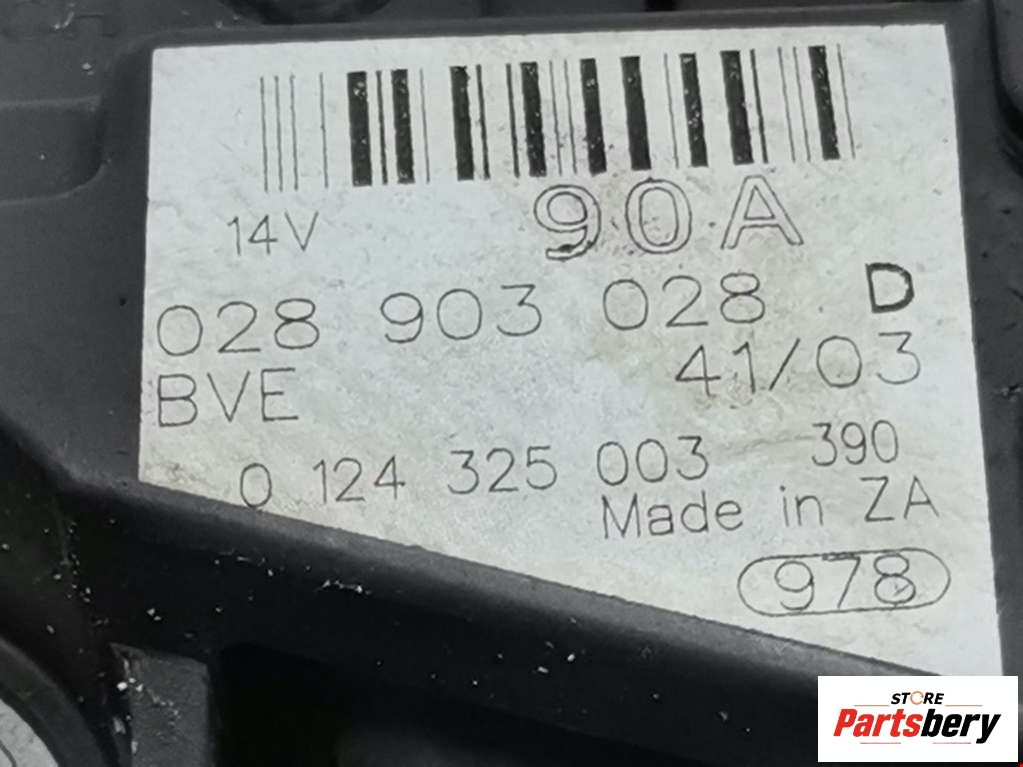 14V 90A
028 903 028 D
BVE 41/03
0 124 325 003 390
Made in ZA
978
STORE
Partsbery